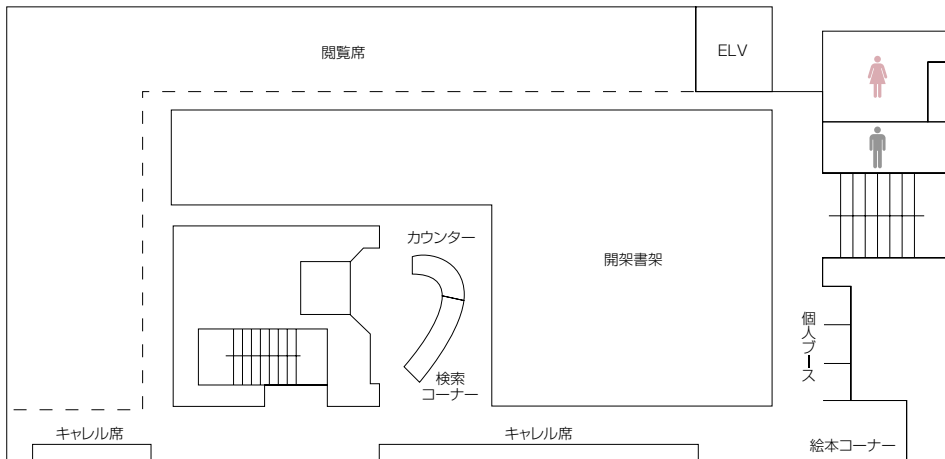 閲覧席
ELV
カウンター
開架書架
個人ブース
検索
コーナー
キャレル席
キャレル席
絵本コーナー